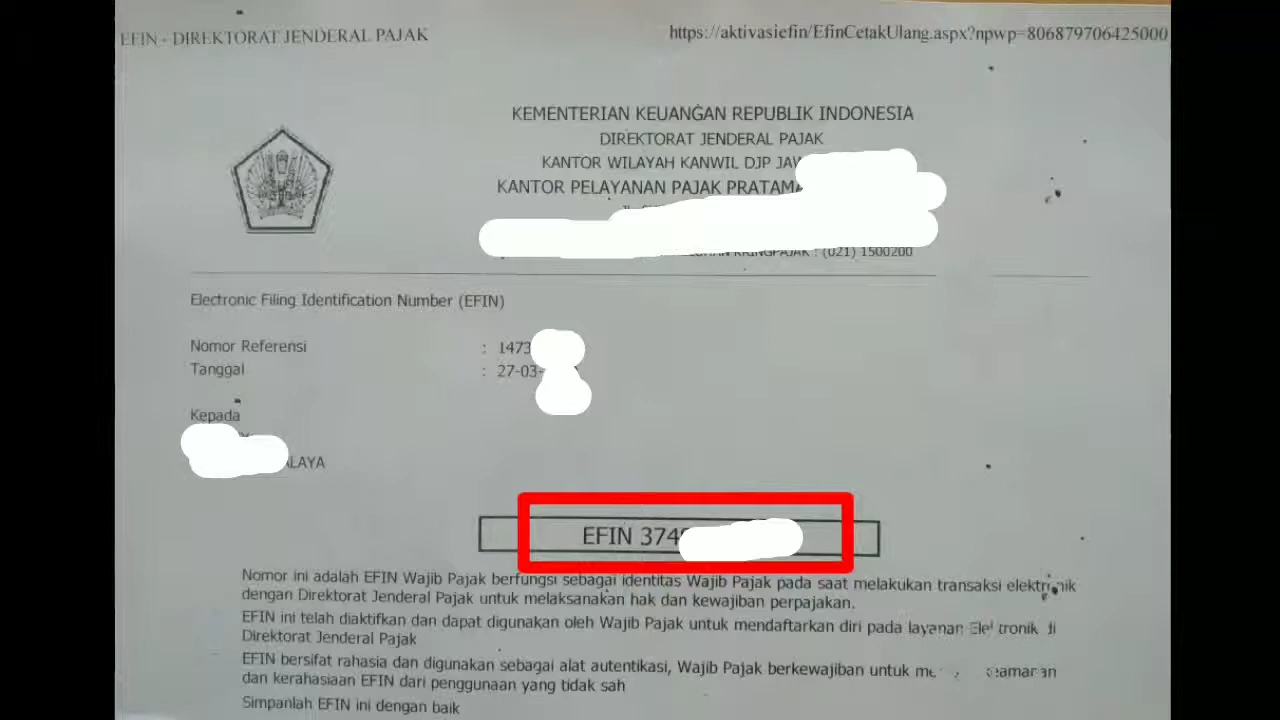 EFIN - DIREKTORAT JENDERAL PAJAK
https://aktivasiefin/EfinCetakUlang.aspx?npwp=806879706425000
KEMENTERIAN KEUANGAN REPUBLIK INDONESIA
DIREKTORAT JENDERAL PAJAK
KANTOR WILAYAH KANWIL DJP
KANTOR PELAYANAN PAJAK PRATAMA
: (021) 1500200
Electronic Filing Identification Number (EFIN)
Nomor Referensi : 1473
Tanggal : 27-03-
Kepada
LAYA
EFIN 374
Nomor ini adalah EFIN Wajib Pajak berfungsi sebagai identitas Wajib Pajak pada saat melakukan transaksi elektronik
dengan Direktorat Jenderal Pajak untuk melaksanakan hak dan kewajiban perpajakan.
EFIN ini telah diaktifkan dan dapat digunakan oleh Wajib Pajak untuk mendaftarkan diri pada layanan Elektronik di
Direktorat Jenderal Pajak
EFIN bersifat rahasia dan digunakan sebagai alat autentikasi, Wajib Pajak berkewajiban untuk
dan kerahasiaan EFIN dari penggunaan yang tidak sah
Simpanlah EFIN ini dengan baik